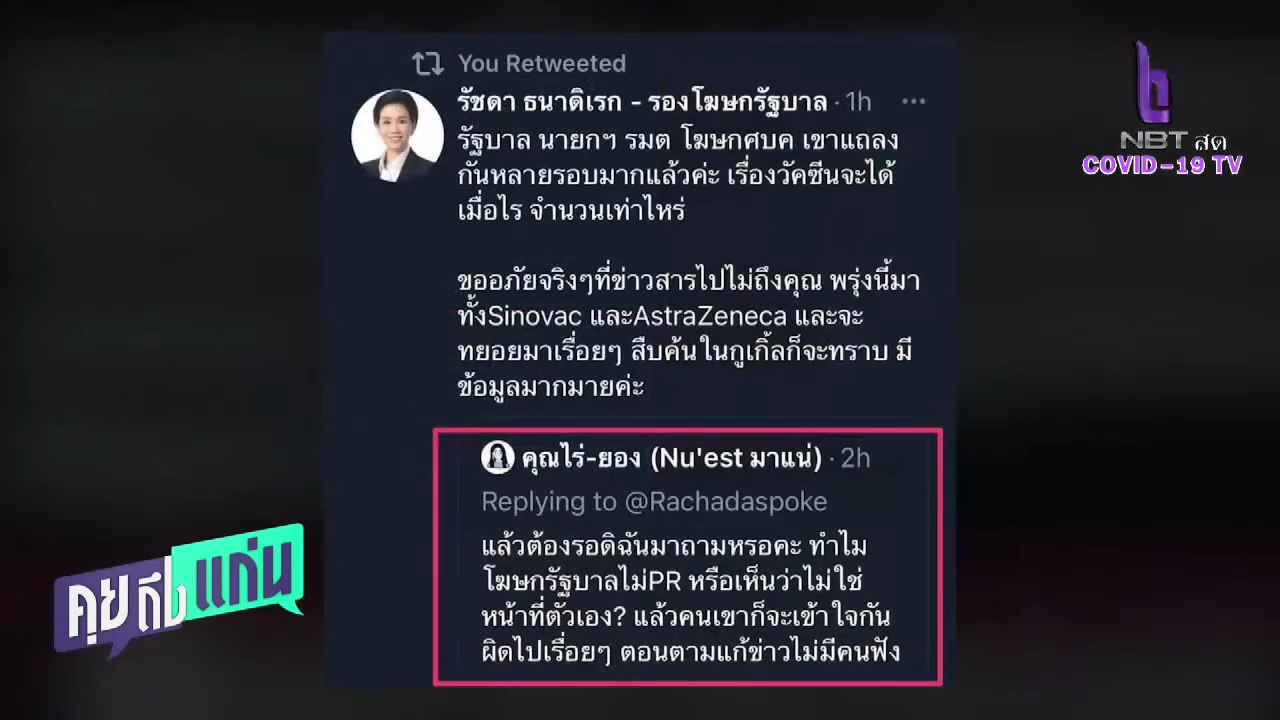 You Retweeted
รัชดา ธนาดิเรก - รองโฆษกรัฐบาล · 1h ...
รัฐบาล นายกฯ รมต โฆษกศบค เขาแถลง
กันหลายรอบมากแล้วค่ะ เรื่องวัคซีนจะได้
เมื่อไร จำนวนเท่าไหร่
ขออภัยจริงๆที่ข่าวสารไปไม่ถึงคุณ พรุ่งนี้มา
ทั้งSinovac และAstraZeneca และจะ
ทยอยมาเรื่อยๆ สืบค้นในกูเกิ้ลก็จะทราบ มี
ข้อมูลมากมายค่ะ
คุณไร่-ยอง (Nu'est มาแน่) · 2h
Replying to @Rachadaspoke
แล้วต้องรอดิฉันมาถามหรอคะ ทำไม
โฆษกรัฐบาลไม่PR หรือเห็นว่าไม่ใช่
หน้าที่ตัวเอง? แล้วคนเขาก็จะเข้าใจกัน
ผิดไปเรื่อยๆ ตอนตามแก้ข่าวไม่มีคนฟัง
NBT สด
COVID-19 TV
คุยถึงแก่น